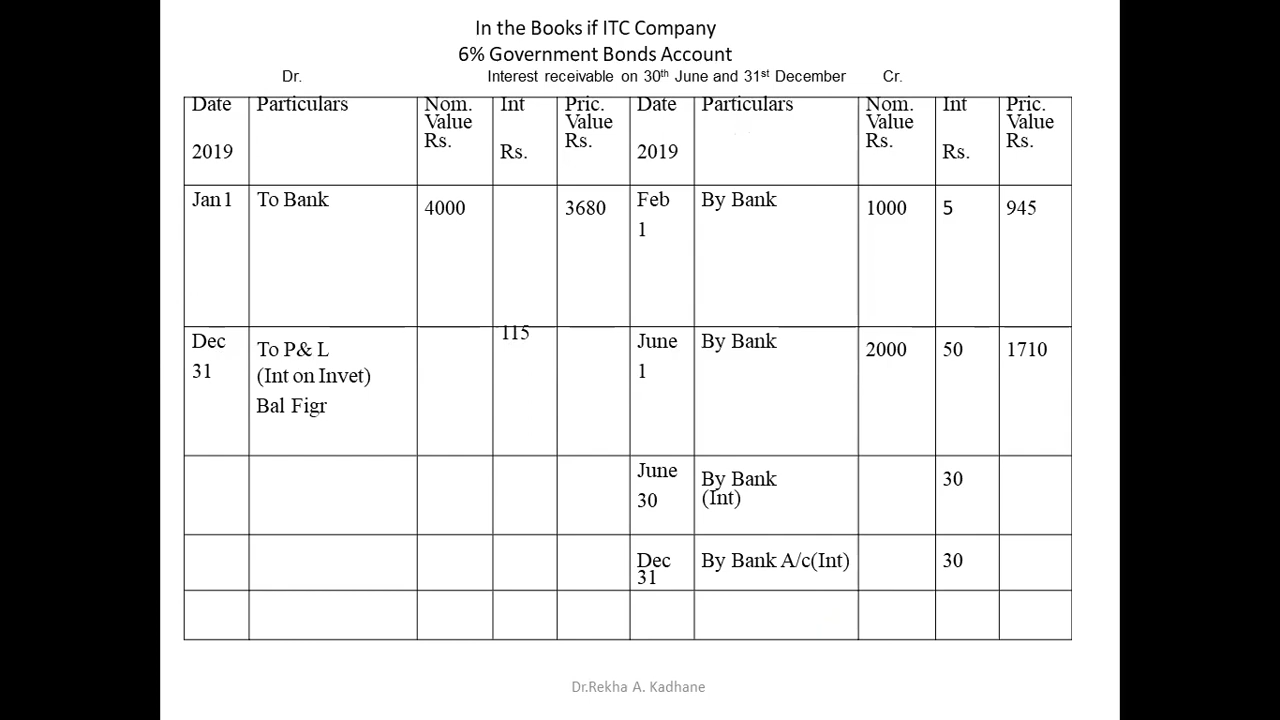 In the Books if ITC Company
6% Government Bonds Account
Dr. Interest receivable on 30th June and 31st December Cr.
Date 2019 Particulars Nom. Value Rs. Int Rs. Pric. Value Rs. Date 2019 Particulars Nom. Value Rs. Int Rs. Pric. Value Rs.
Jan1 To Bank 4000 3680 Feb 1 By Bank 1000 5 945
Dec 31 To P& L (Int on Invet) Bal Figr 115 June 1 By Bank 2000 50 1710
June 30 By Bank (Int) 30
Dec 31 By Bank A/c(Int) 30
Dr.Rekha A. Kadhane